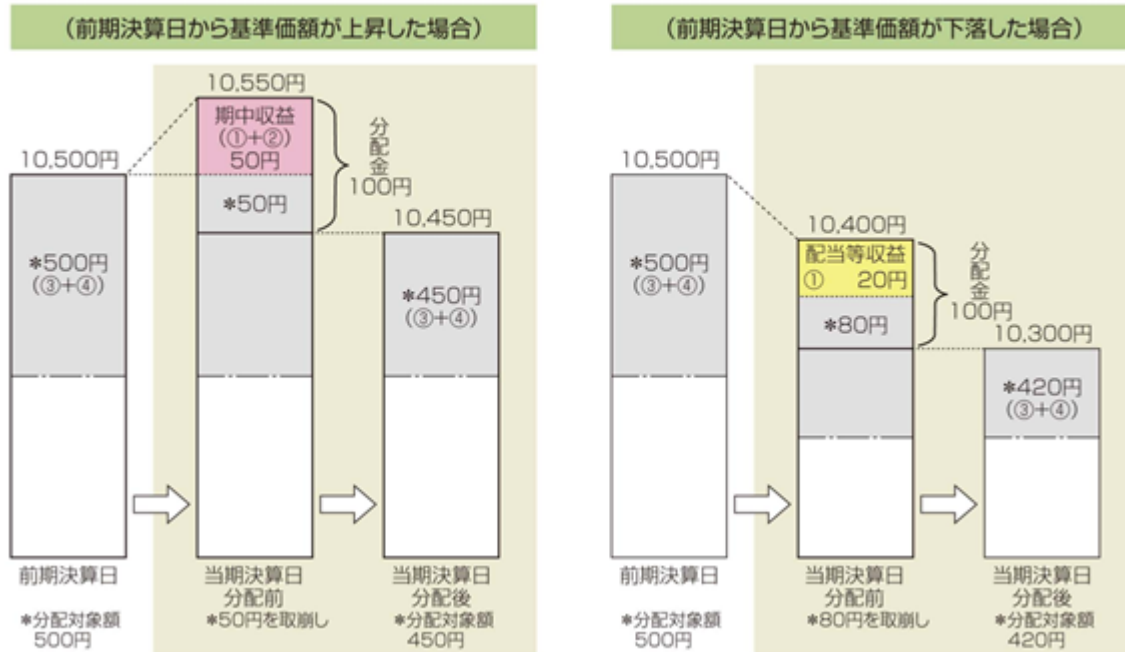 (前期決算日から基準価額が上昇した場合)
10,550円
期中収益
(①+②)
50円
*50円
分配金
100円
10,500円
*500円
(③+④)
10,450円
*450円
(③+④)
前期決算日
*分配対象額
500円
当期決算日
分配前
*50円を取崩し
当期決算日
分配後
*分配対象額
450円
(前期決算日から基準価額が下落した場合)
10,500円
*500円
(③+④)
10,400円
配当等収益
① 20円
*80円
分配金
100円
10,300円
*420円
(③+④)
前期決算日
*分配対象額
500円
当期決算日
分配前
*80円を取崩し
当期決算日
分配後
*分配対象額
420円